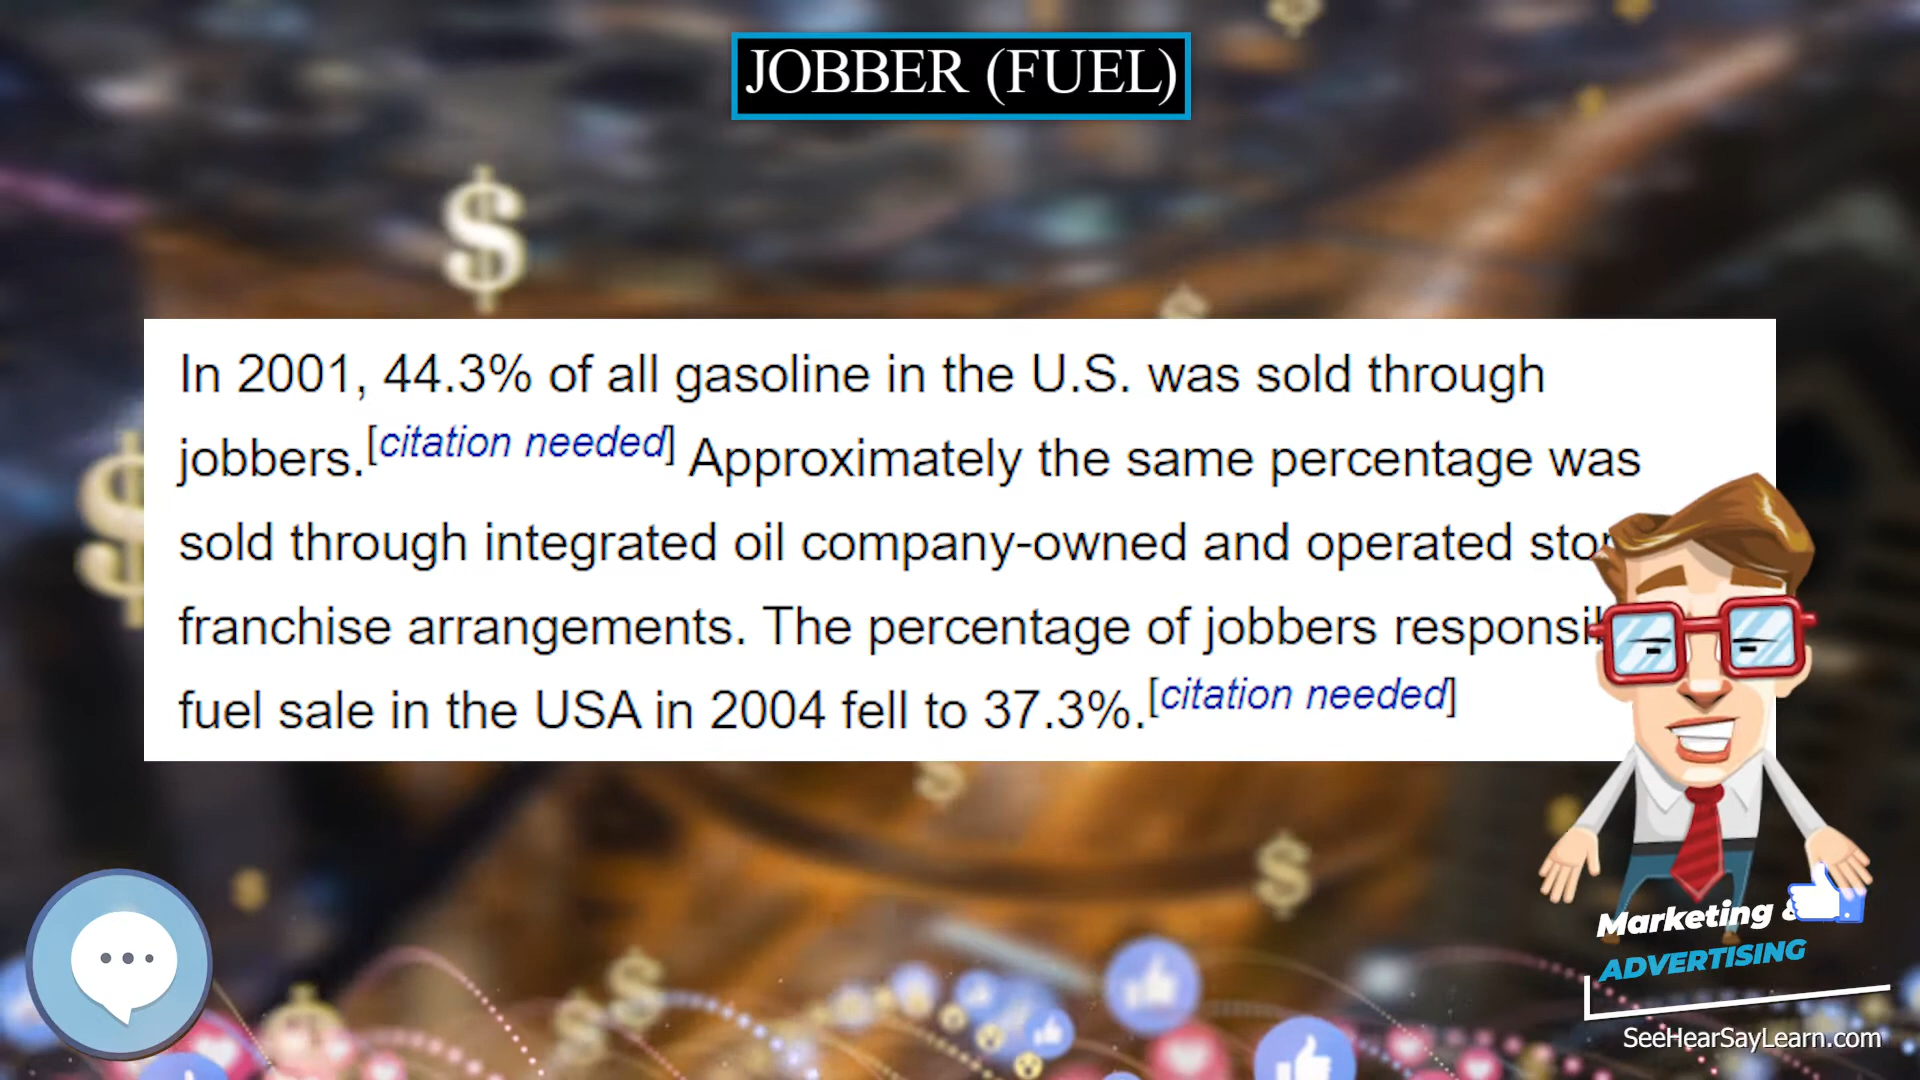 JOBBER (FUEL)
In 2001, 44.3% of all gasoline in the U.S. was sold through
jobbers.[citation needed] Approximately the same percentage was
sold through integrated oil company-owned and operated
franchise arrangements. The percentage of jobbers
fuel sale in the USA in 2004 fell to 37.3%.[citation needed]
Marketing &
ADVERTISING
SeeHearSayLearn.com